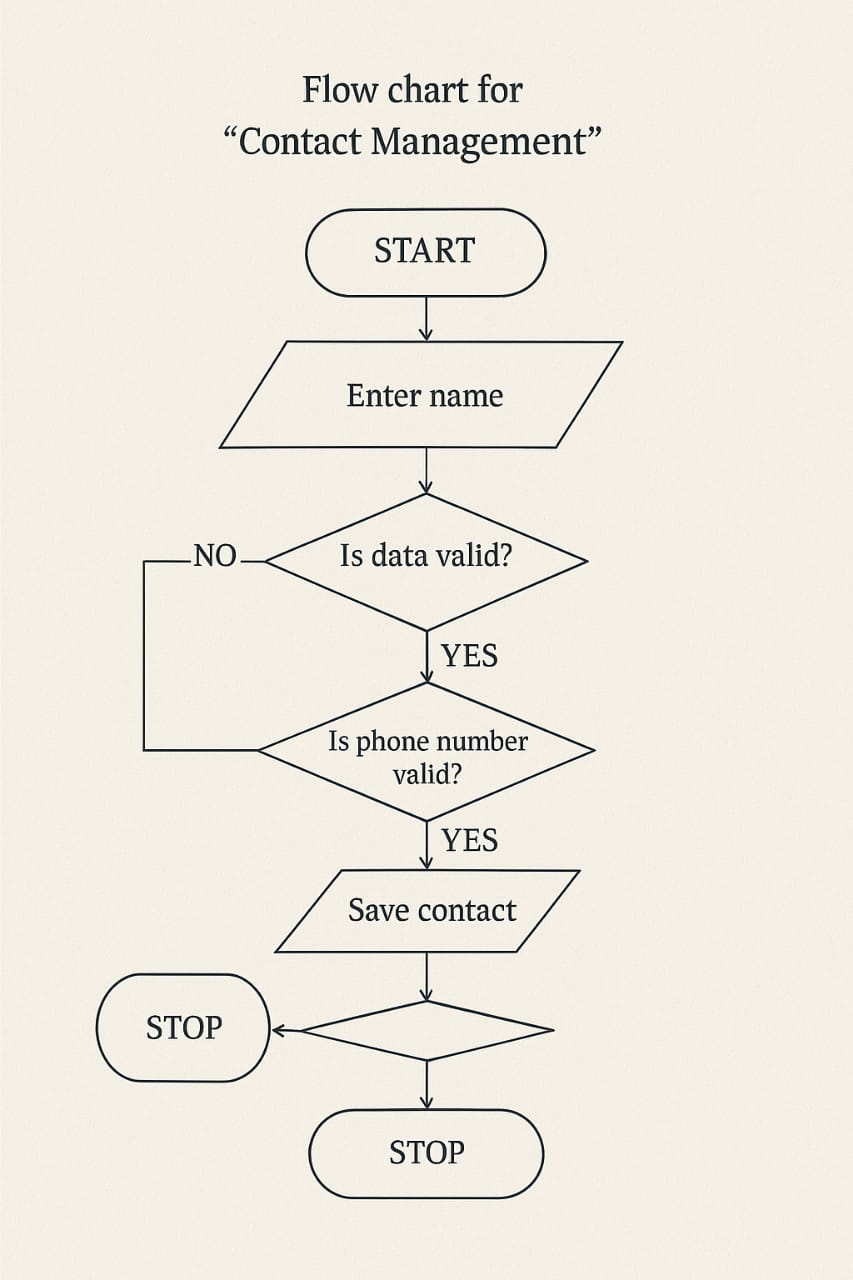 Flow chart for
“Contact Management”
START
Enter name
Is data valid?
NO
YES
Is phone number
valid?
YES
Save contact
STOP
STOP